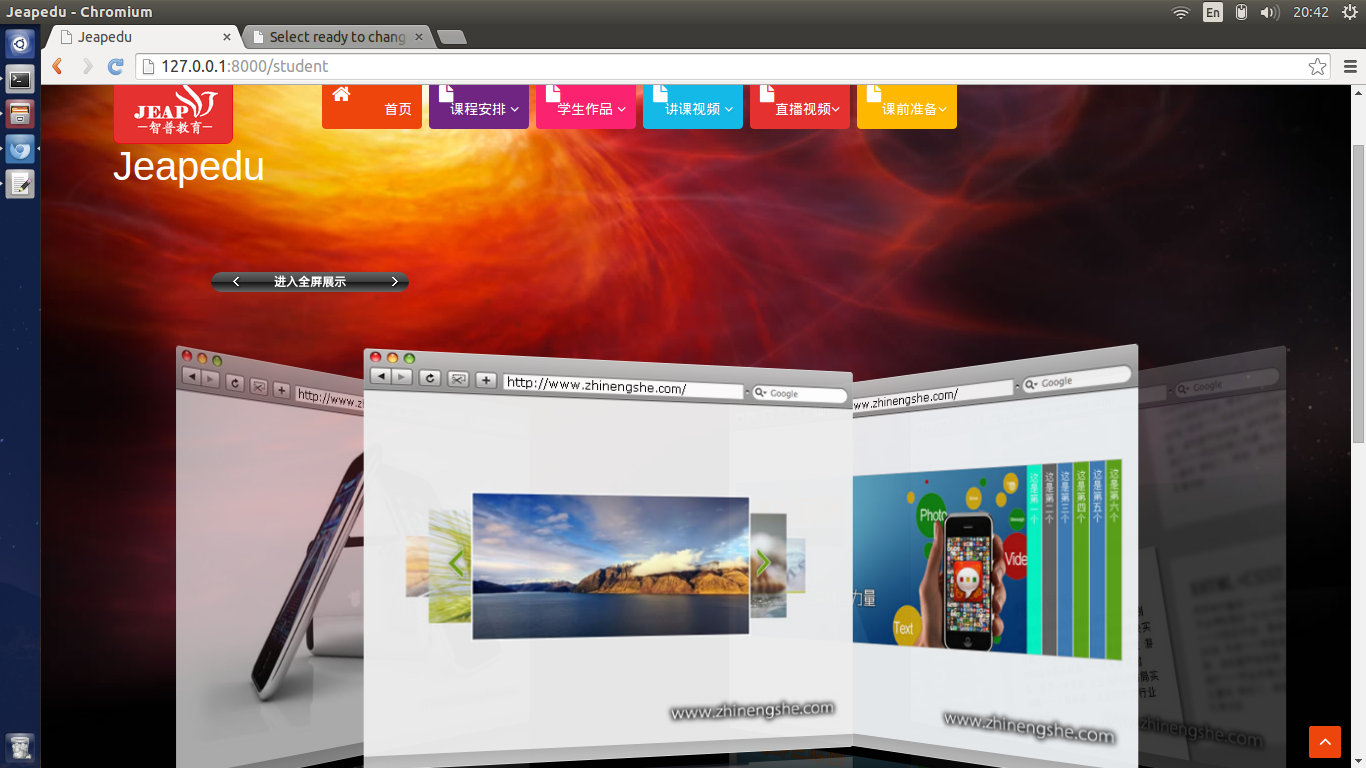 Jeapedu - Chromium
En
20:42
Jeapedu
Select ready to chang
127.0.0.1:8000/student
JEAP
智普教育
首页
课程安排
学生作品
讲课视频
直播视频
课前准备
Jeapedu
进入全屏展示
http://www.z
http://www.zhinengshe.com/
Google
ww.zhinengshe.com/
Google
Google
这是第一个
这是第二个
这是第三个
这是第四个
这是第五个
这是第六个
Photo
Vide
力量
Text
www.zhinengshe.com
www.zhinengshe.com
zhinengshe.com